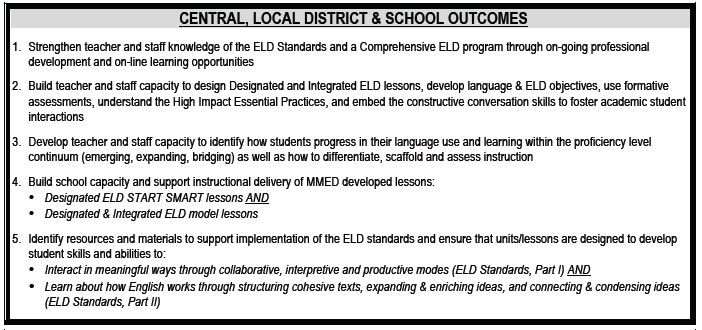 CENTRAL, LOCAL DISTRICT & SCHOOL OUTCOMES
1. Strengthen teacher and staff knowledge of the ELD Standards and a Comprehensive ELD program through on-going professional
development and on-line learning opportunities
2. Build teacher and staff capacity to design Designated and Integrated ELD lessons, develop language & ELD objectives, use formative
assessments, understand the High Impact Essential Practices, and embed the constructive conversation skills to foster academic student
interactions
3. Develop teacher and staff capacity to identify how students progress in their language use and learning within the proficiency level
continuum (emerging, expanding, bridging) as well as how to differentiate, scaffold and assess instruction
4. Build school capacity and support instructional delivery of MMED developed lessons:
• Designated ELD START SMART lessons AND
• Designated & Integrated ELD model lessons
5. Identify resources and materials to support implementation of the ELD standards and ensure that units/lessons are designed to develop
student skills and abilities to:
• Interact in meaningful ways through collaborative, interpretive and productive modes (ELD Standards, Part I) AND
• Learn about how English works through structuring cohesive texts, expanding & enriching ideas, and connecting & condensing ideas
(ELD Standards, Part II)